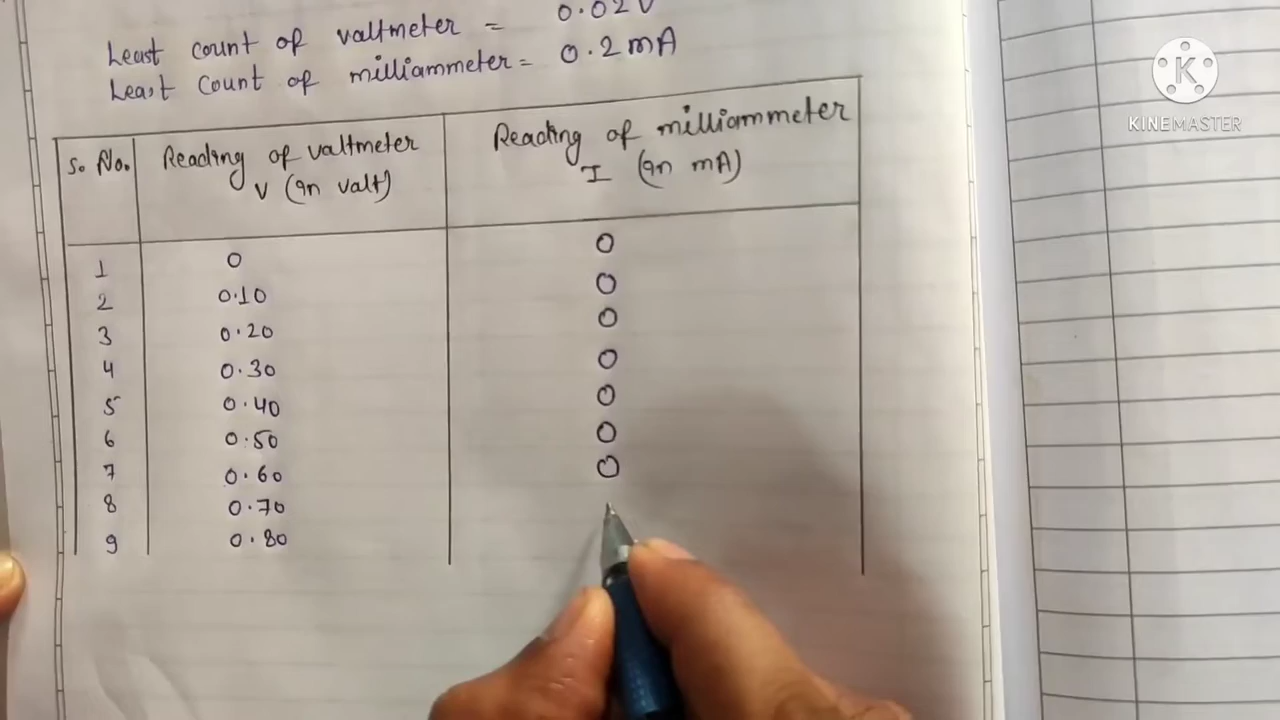 Least count of valtmeter = 0.02V
Least Count of milliammeter = 0.2mA
KINEMASTER
S. No. Reading of valtmeter V (in valt) Reading of milliammeter I (in mA)
1 0 0
2 0.10 0
3 0.20 0
4 0.30 0
5 0.40 0
6 0.50 0
7 0.60 0
8 0.70
9 0.80